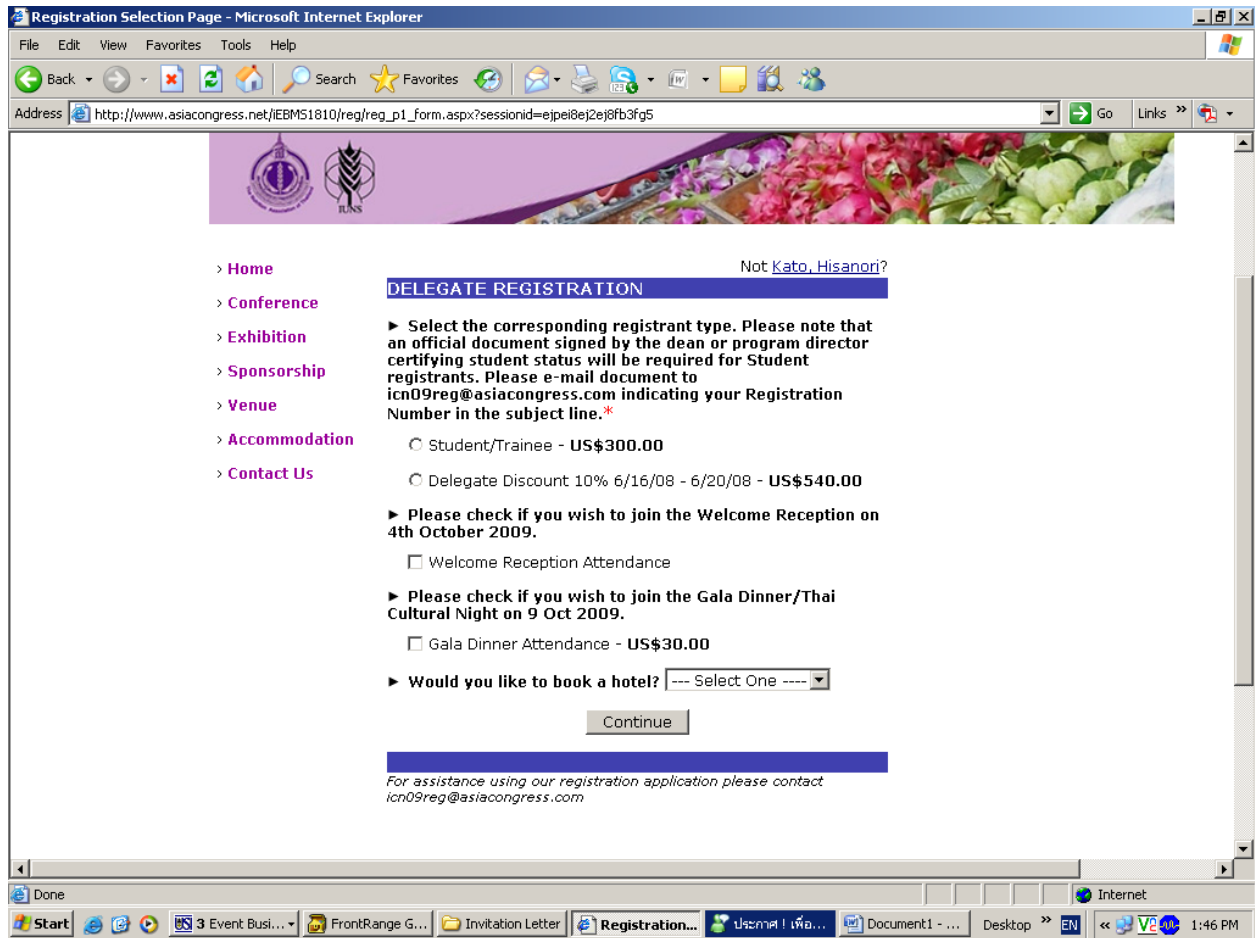 Registration Selection Page - Microsoft Internet Explorer
File Edit View Favorites Tools Help
Back Search Favorites
Address http://www.asiacongress.net/iEBMS1810/reg/reg_p1_form.aspx?sessionid=ejpei8ej2ej8fb3fg5 Go Links »
IUNS
Not Kato, Hisanori?
› Home
› Conference
› Exhibition
› Sponsorship
› Venue
› Accommodation
› Contact Us
DELEGATE REGISTRATION
► Select the corresponding registrant type. Please note that
an official document signed by the dean or program director
certifying student status will be required for Student
registrants. Please e-mail document to
icn09reg@asiacongress.com indicating your Registration
Number in the subject line.*
Student/Trainee - US$300.00
Delegate Discount 10% 6/16/08 - 6/20/08 - US$540.00
► Please check if you wish to join the Welcome Reception on
4th October 2009.
Welcome Reception Attendance
► Please check if you wish to join the Gala Dinner/Thai
Cultural Night on 9 Oct 2009.
Gala Dinner Attendance - US$30.00
► Would you like to book a hotel? --- Select One ----
Continue
For assistance using our registration application please contact
icn09reg@asiacongress.com
Done Internet
Start 3 Event Busi... FrontRange G... Invitation Letter Registration... ประกาศ ! เพื่อ... Document1 - ... Desktop » EN « 1:46 PM